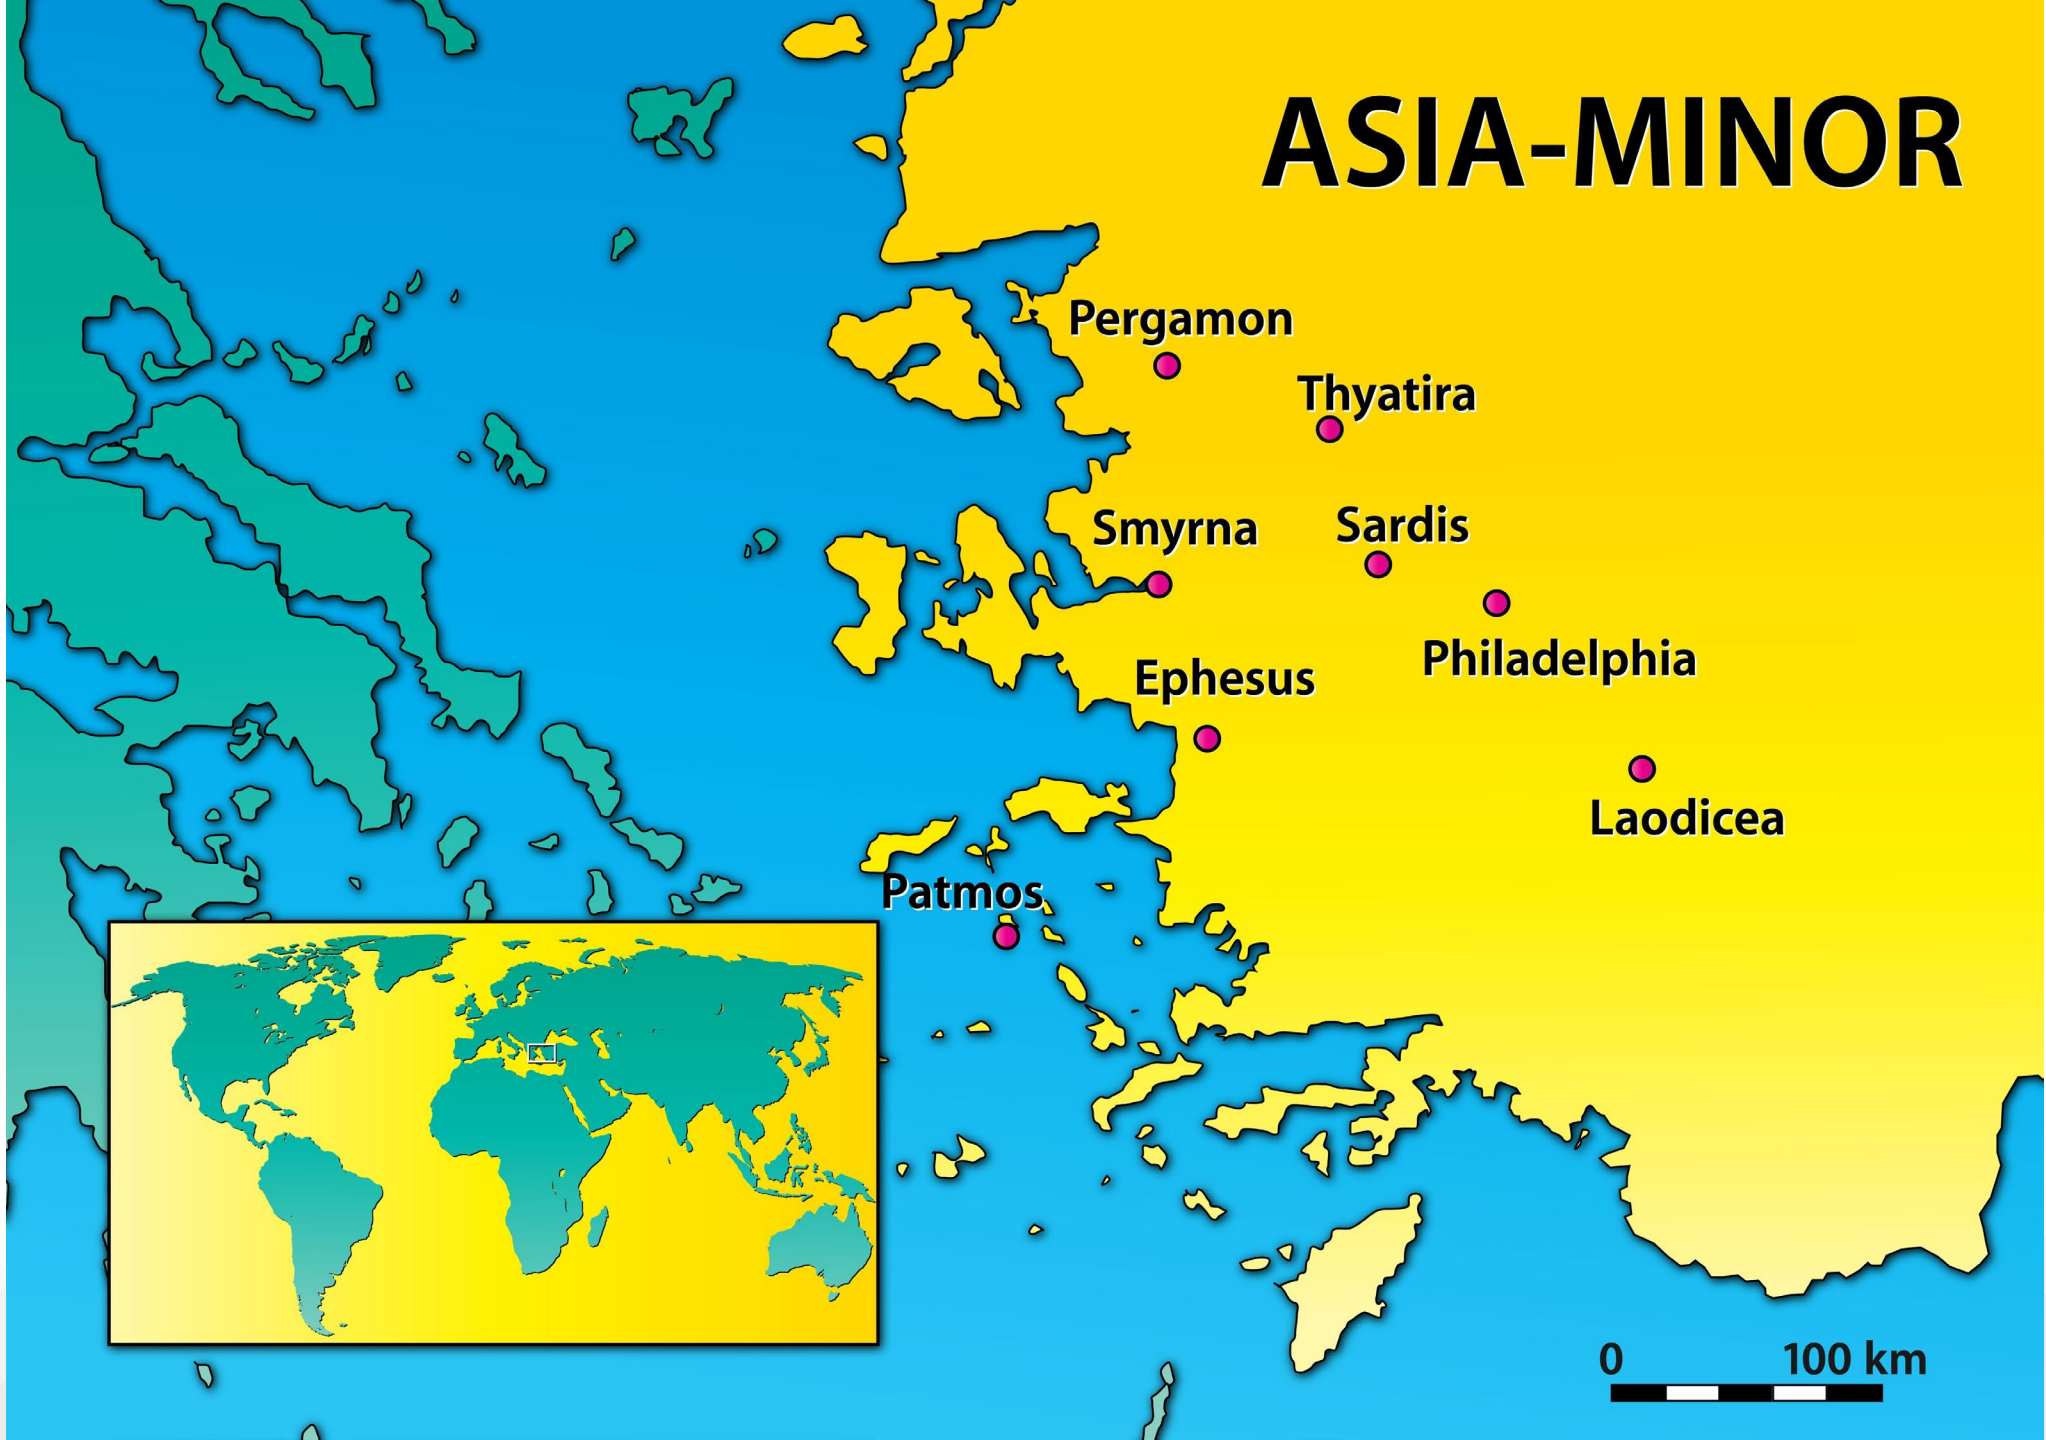 ASIA-MINOR
Pergamon
Thyatira
Smyrna
Sardis
Philadelphia
Ephesus
Laodicea
Patmos
0 100 km